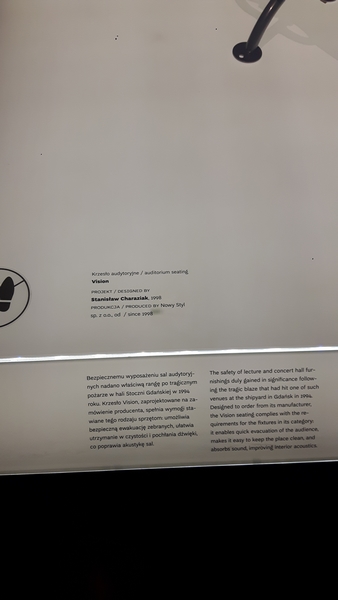 Krzesło audytoryjne / auditorium seating
Vision
PROJEKT / DESIGNED BY
Stanisław Charaziak, 1998
PRODUKCJA / PRODUCED BY Nowy Styl
sp. z o.o., od / since 1998
Bezpiecznemu wyposażeniu sal audytoryj-
nych nadano właściwą rangę po tragicznym
pożarze w hali Stoczni Gdańskiej w 1994
roku. Krzesło Vision, zaprojektowane na za-
mówienie producenta, spełnia wymogi sta-
wiane tego rodzaju sprzętom: umożliwia
bezpieczną ewakuację zebranych, ułatwia
utrzymanie w czystości i pochłania dźwięki,
co poprawia akustykę sal.
The safety of lecture and concert hall fur-
nishings duly gained in significance follow-
ing the tragic blaze that had hit one of such
venues at the shipyard in Gdańsk in 1994.
Designed to order from its manufacturer,
the Vision seating complies with the re-
quirements for the fixtures in its category:
it enables quick evacuation of the audience,
makes it easy to keep the place clean, and
absorbs sound, improving interior acoustics.